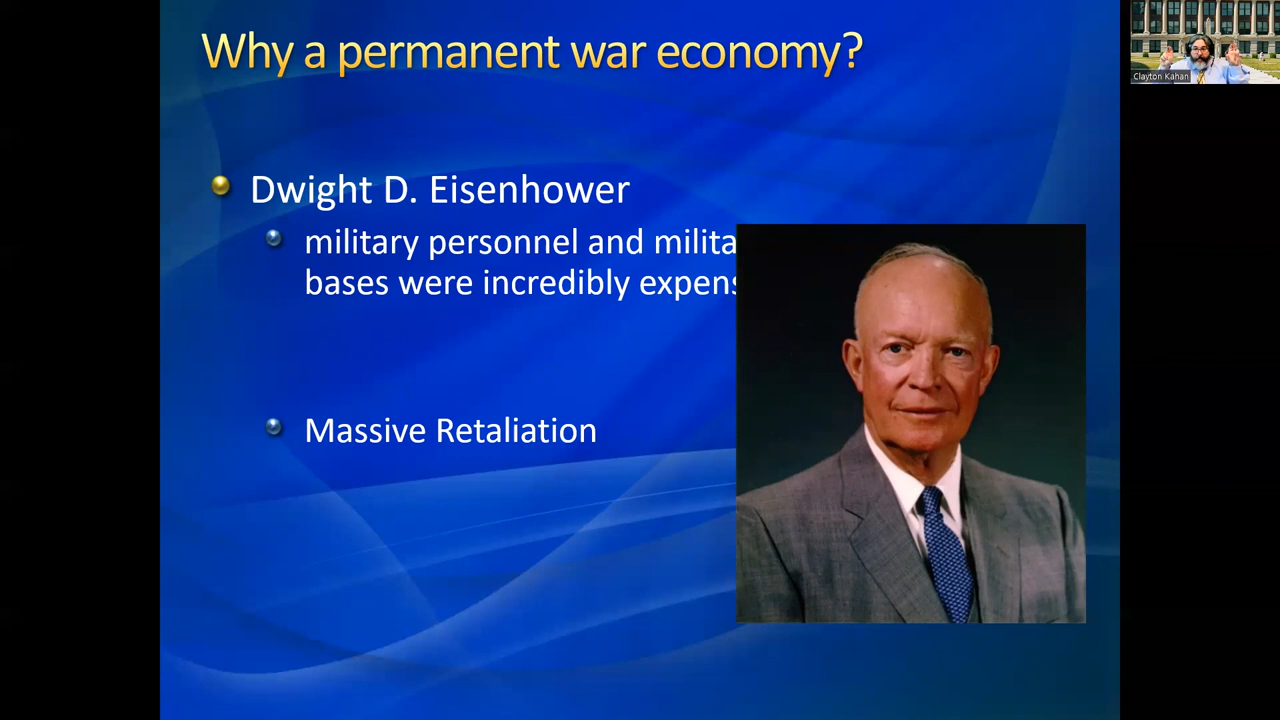 Why a permanent war economy?
Clayton Kahan
Dwight D. Eisenhower
military personnel and milita
bases were incredibly expens
Massive Retaliation